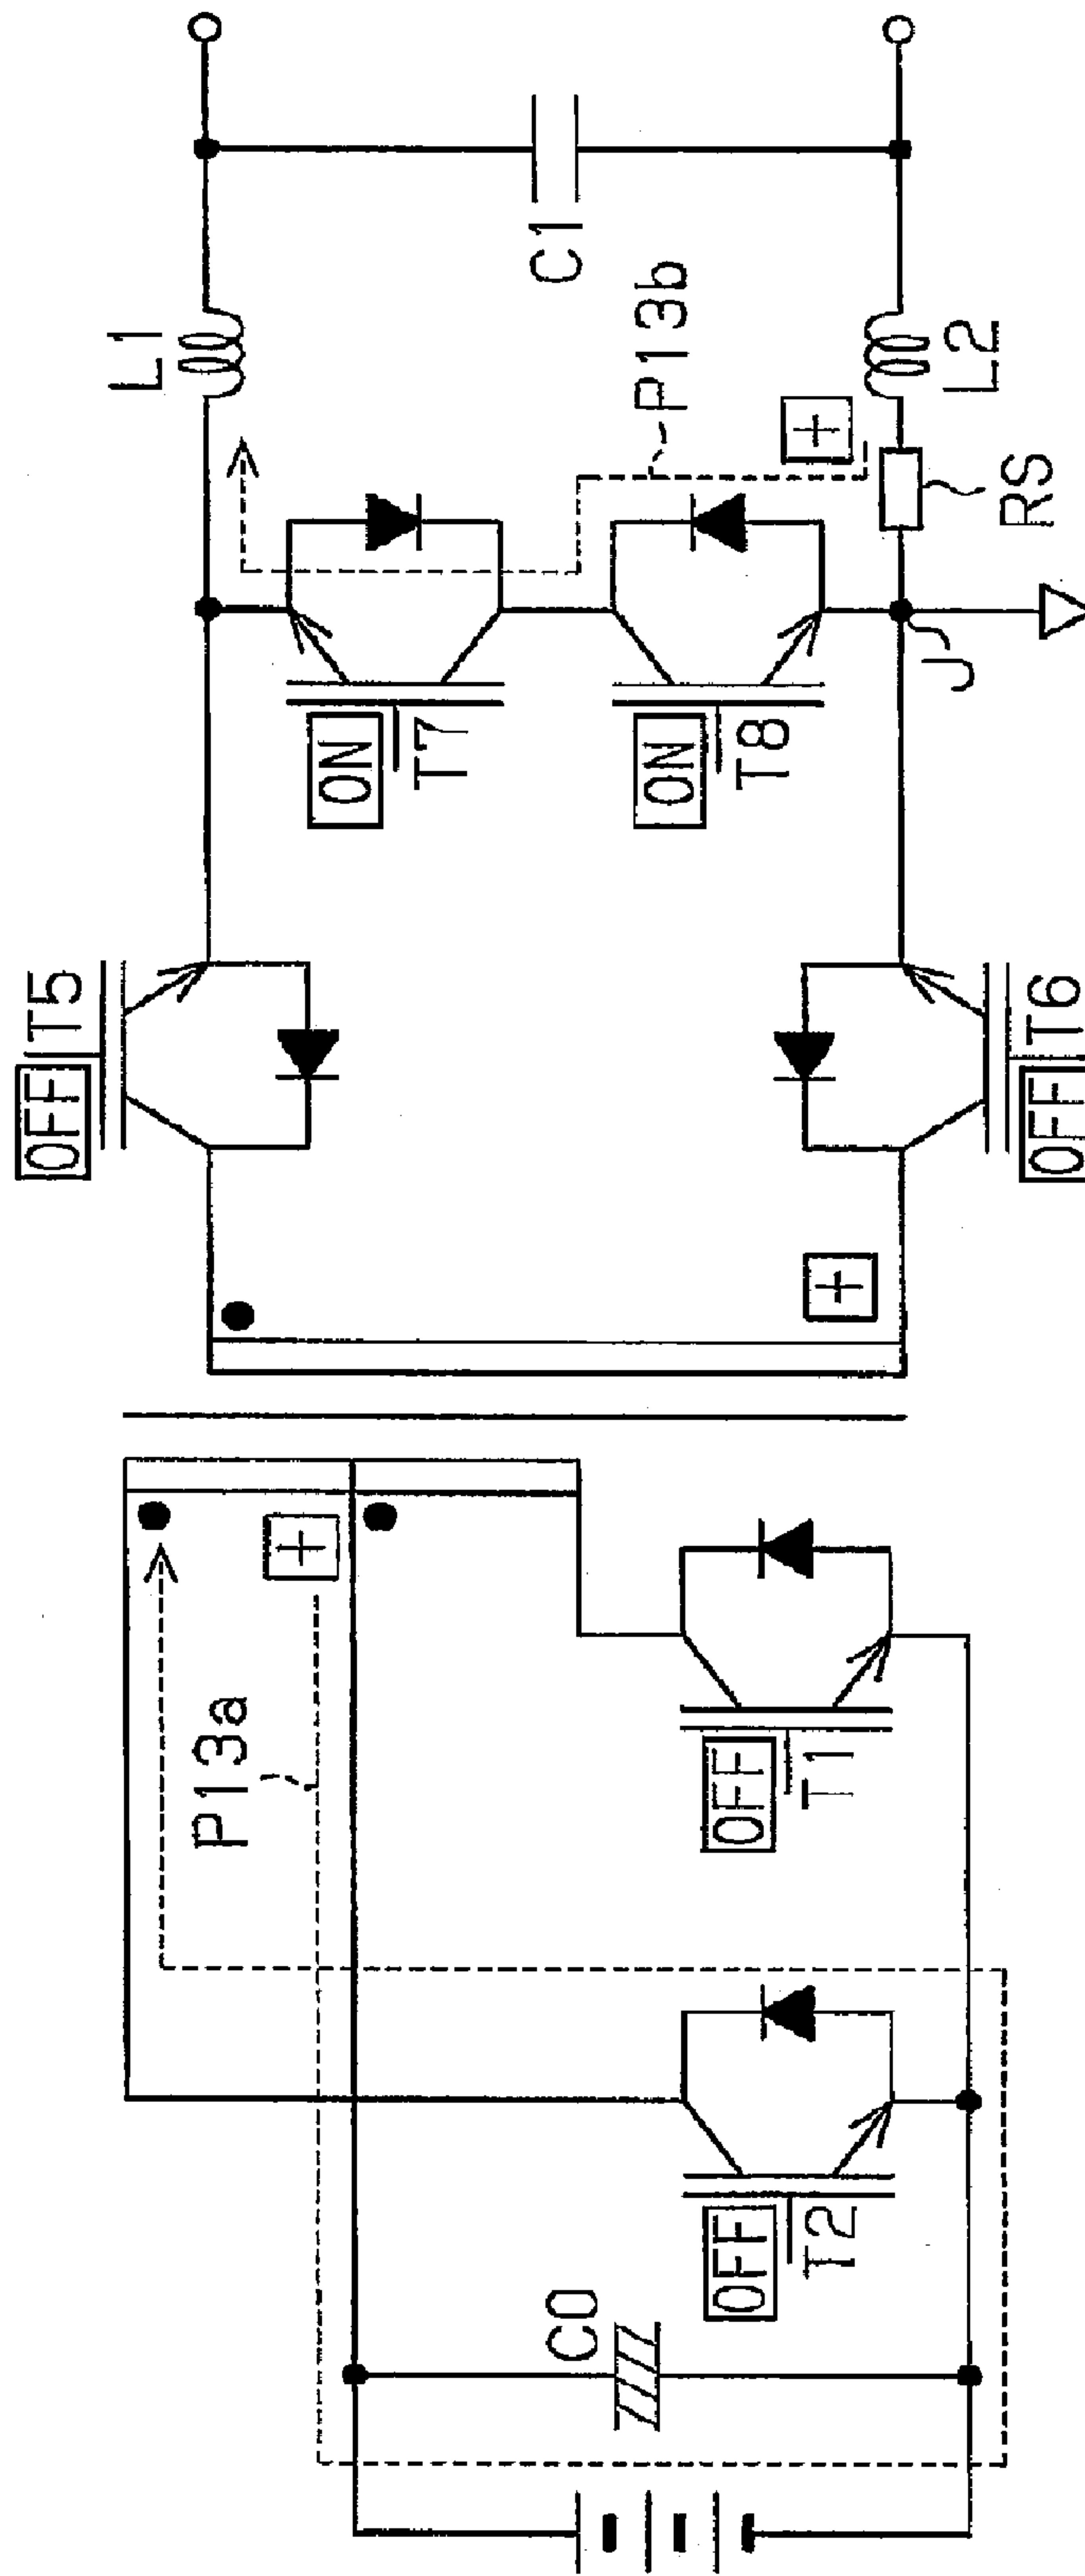 OFF T5
L1
P13a
+
ON
T7
C0
C1
P13b
OFF
T2
OFF
T1
ON
T8
+
+
J
L2
RS
OFF T6